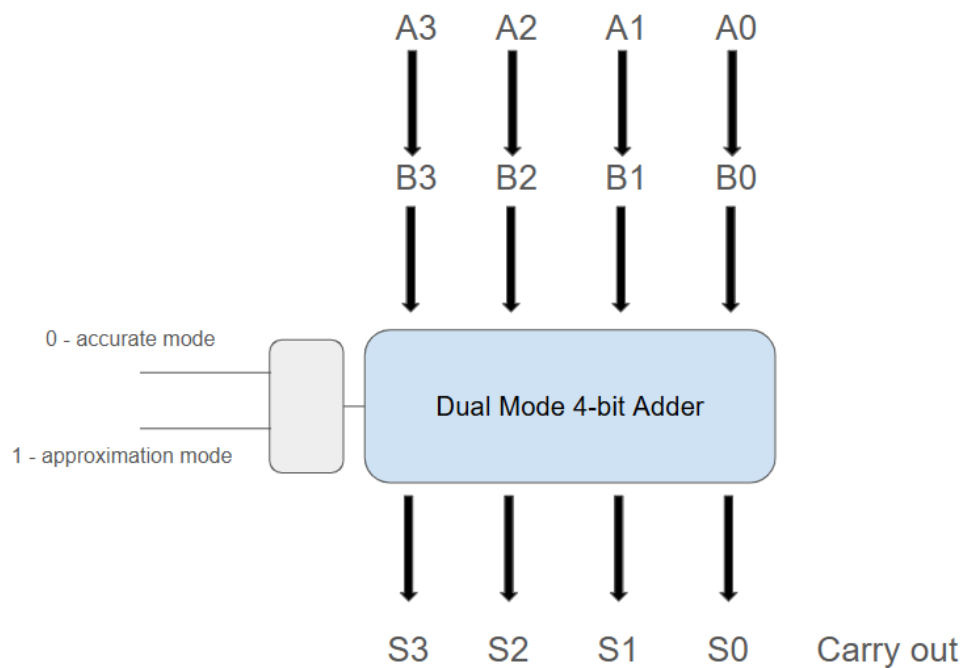 A3 A2 A1 A0
B3 B2 B1 B0
0 - accurate mode
Dual Mode 4-bit Adder
1 - approximation mode
S3 S2 S1 S0 Carry out